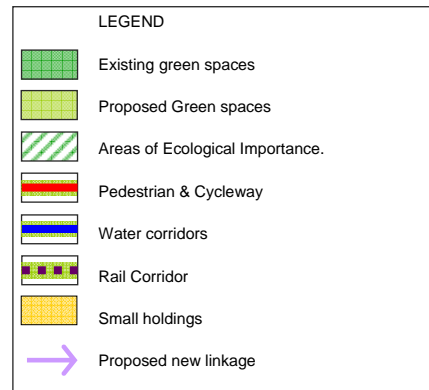 LEGEND
Existing green spaces
Proposed Green spaces
Areas of Ecological Importance.
Pedestrian & Cycleway
Water corridors
Rail Corridor
Small holdings
Proposed new linkage